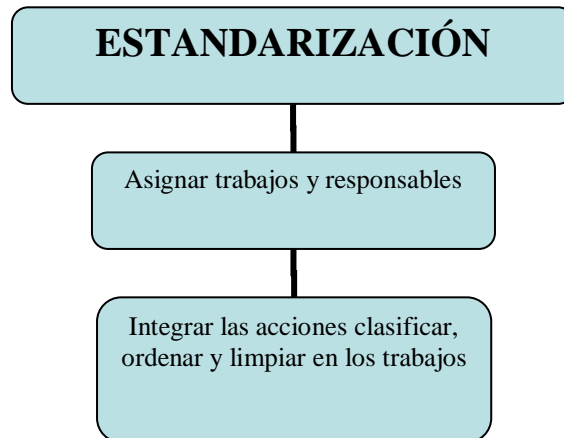 ESTANDARIZACIÓN
Asignar trabajos y responsables
Integrar las acciones clasificar,
ordenar y limpiar en los trabajos